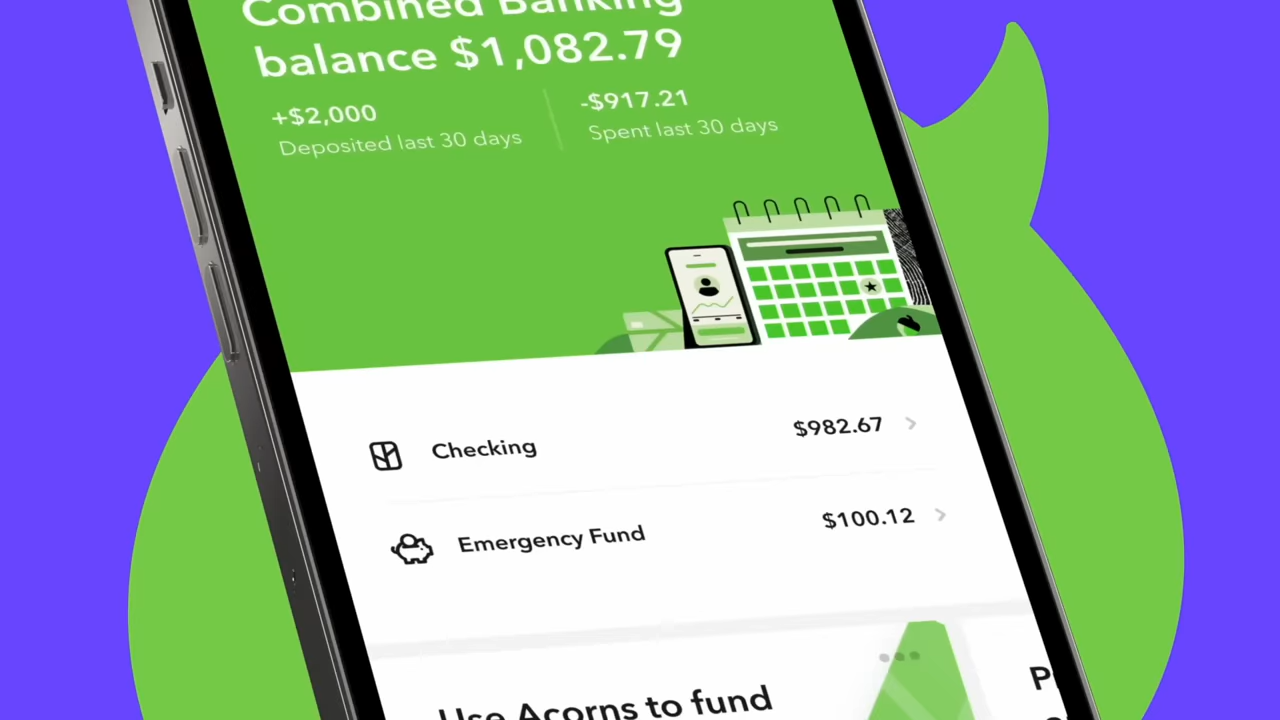 Combined Banking
balance $1,082.79
+$2,000
Deposited last 30 days
-$917.21
Spent last 30 days
Checking
$982.67
Emergency Fund
$100.12
Use Acorns to fund